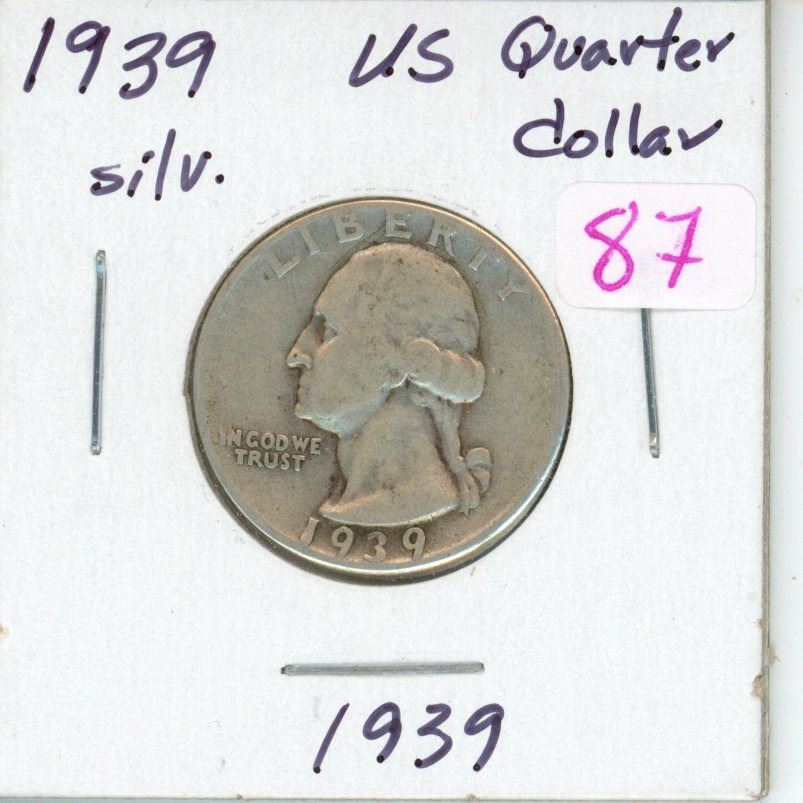 1939 US Quarter
silv. dollar
87
LIBERTY
IN GOD WE
TRUST
1939
1939